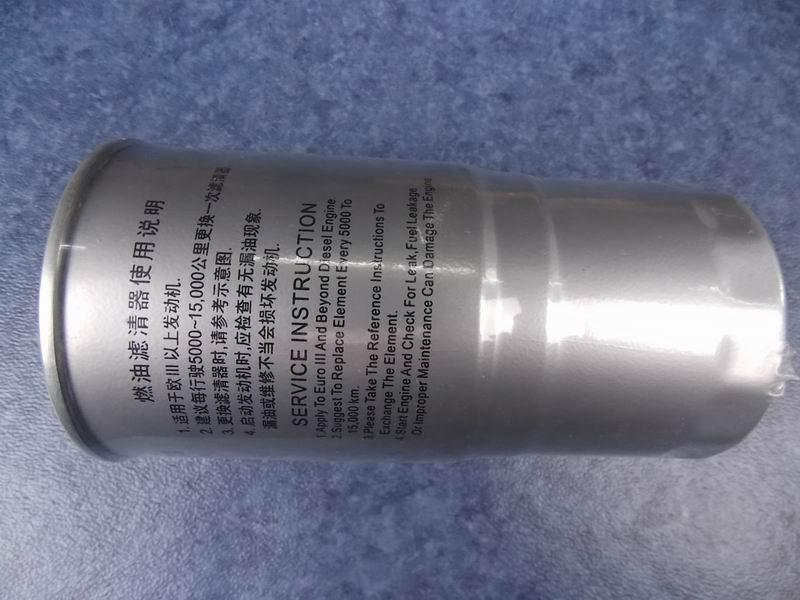 燃油滤清器使用说明
1. 适用于欧III以上发动机.
2. 建议每行驶5000~15,000公里更换一次滤清器
3. 更换滤清器时,请参考示意图.
4. 启动发动机时,应检查有无漏油现象.
漏油或维修不当会损坏发动机.
SERVICE INSTRUCTION
1.Apply To Euro III And Beyond Diesel Engine.
2.Suggest To Replace Element Every 5000 To
15,000 km.
3.Please Take The Reference Instructions To
Exchange The Element.
4.Start Engine And Check For Leak,Fuel Leakage
Or Improper Maintenance Can Damage The Engine.